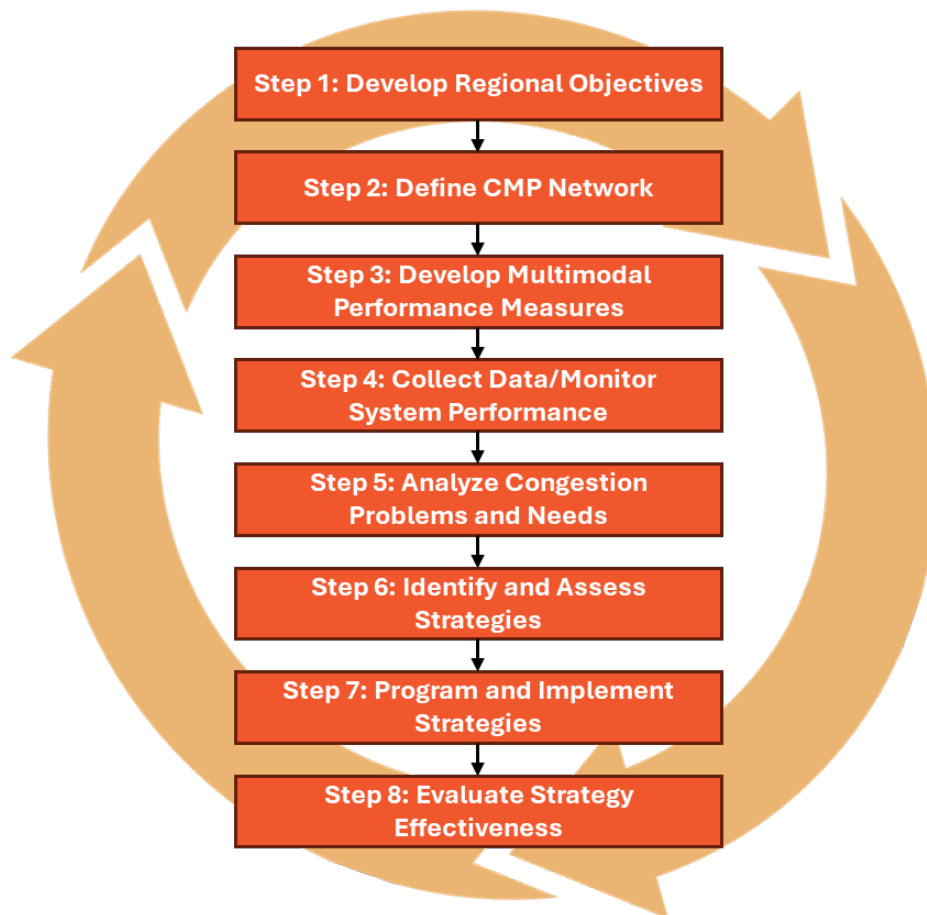 Step 1: Develop Regional Objectives
Step 2: Define CMP Network
Step 3: Develop Multimodal
Performance Measures
Step 4: Collect Data/Monitor
System Performance
Step 5: Analyze Congestion
Problems and Needs
Step 6: Identify and Assess
Strategies
Step 7: Program and Implement
Strategies
Step 8: Evaluate Strategy
Effectiveness